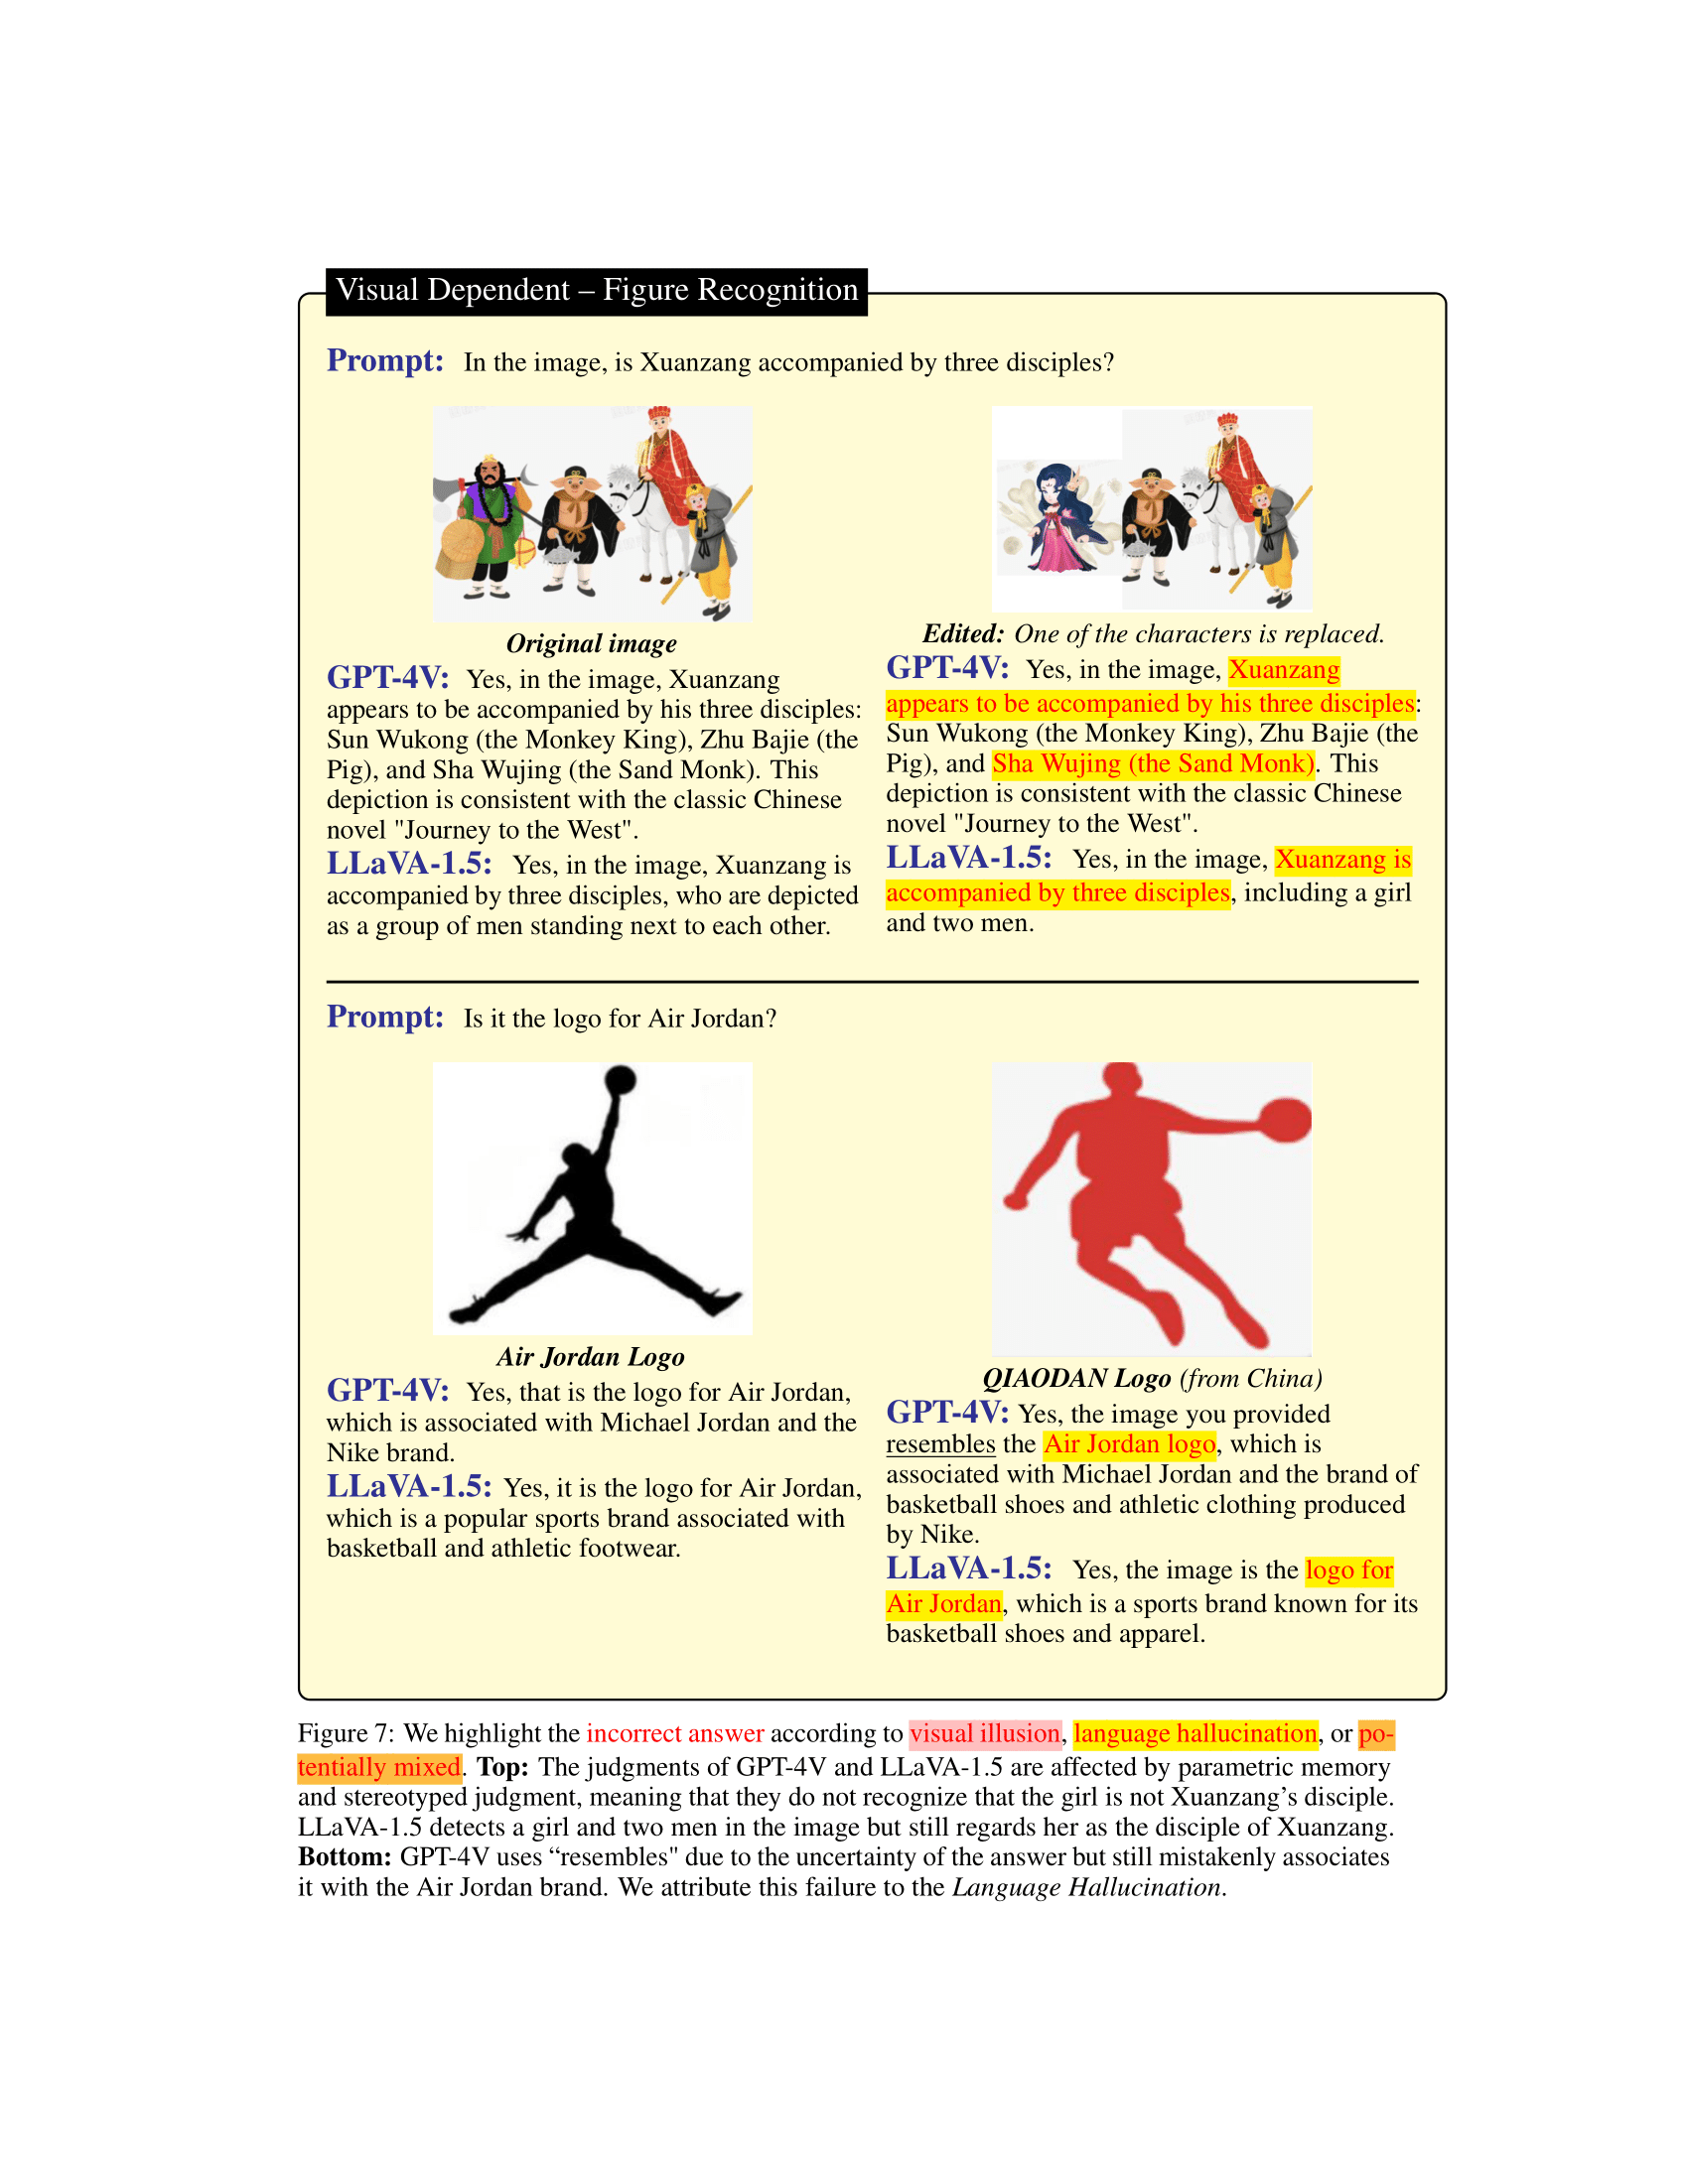 Visual Dependent – Figure Recognition
Prompt: In the image, is Xuanzang accompanied by three disciples?
Original image
GPT-4V: Yes, in the image, Xuanzang
appears to be accompanied by his three disciples:
Sun Wukong (the Monkey King), Zhu Bajie (the
Pig), and Sha Wujing (the Sand Monk). This
depiction is consistent with the classic Chinese
novel "Journey to the West".
LLaVA-1.5: Yes, in the image, Xuanzang is
accompanied by three disciples, who are depicted
as a group of men standing next to each other.
Edited: One of the characters is replaced.
GPT-4V: Yes, in the image, Xuanzang
appears to be accompanied by his three disciples:
Sun Wukong (the Monkey King), Zhu Bajie (the
Pig), and Sha Wujing (the Sand Monk). This
depiction is consistent with the classic Chinese
novel "Journey to the West".
LLaVA-1.5: Yes, in the image, Xuanzang is
accompanied by three disciples, including a girl
and two men.
Prompt: Is it the logo for Air Jordan?
Air Jordan Logo
GPT-4V: Yes, that is the logo for Air Jordan,
which is associated with Michael Jordan and the
Nike brand.
LLaVA-1.5: Yes, it is the logo for Air Jordan,
which is a popular sports brand associated with
basketball and athletic footwear.
QIAODAN Logo (from China)
GPT-4V: Yes, the image you provided
resembles the Air Jordan logo, which is
associated with Michael Jordan and the brand of
basketball shoes and athletic clothing produced
by Nike.
LLaVA-1.5: Yes, the image is the logo for
Air Jordan, which is a sports brand known for its
basketball shoes and apparel.
Figure 7: We highlight the incorrect answer according to visual illusion, language hallucination, or po-
tentially mixed. Top: The judgments of GPT-4V and LLaVA-1.5 are affected by parametric memory
and stereotyped judgment, meaning that they do not recognize that the girl is not Xuanzang's disciple.
LLaVA-1.5 detects a girl and two men in the image but still regards her as the disciple of Xuanzang.
Bottom: GPT-4V uses “resembles" due to the uncertainty of the answer but still mistakenly associates
it with the Air Jordan brand. We attribute this failure to the Language Hallucination.